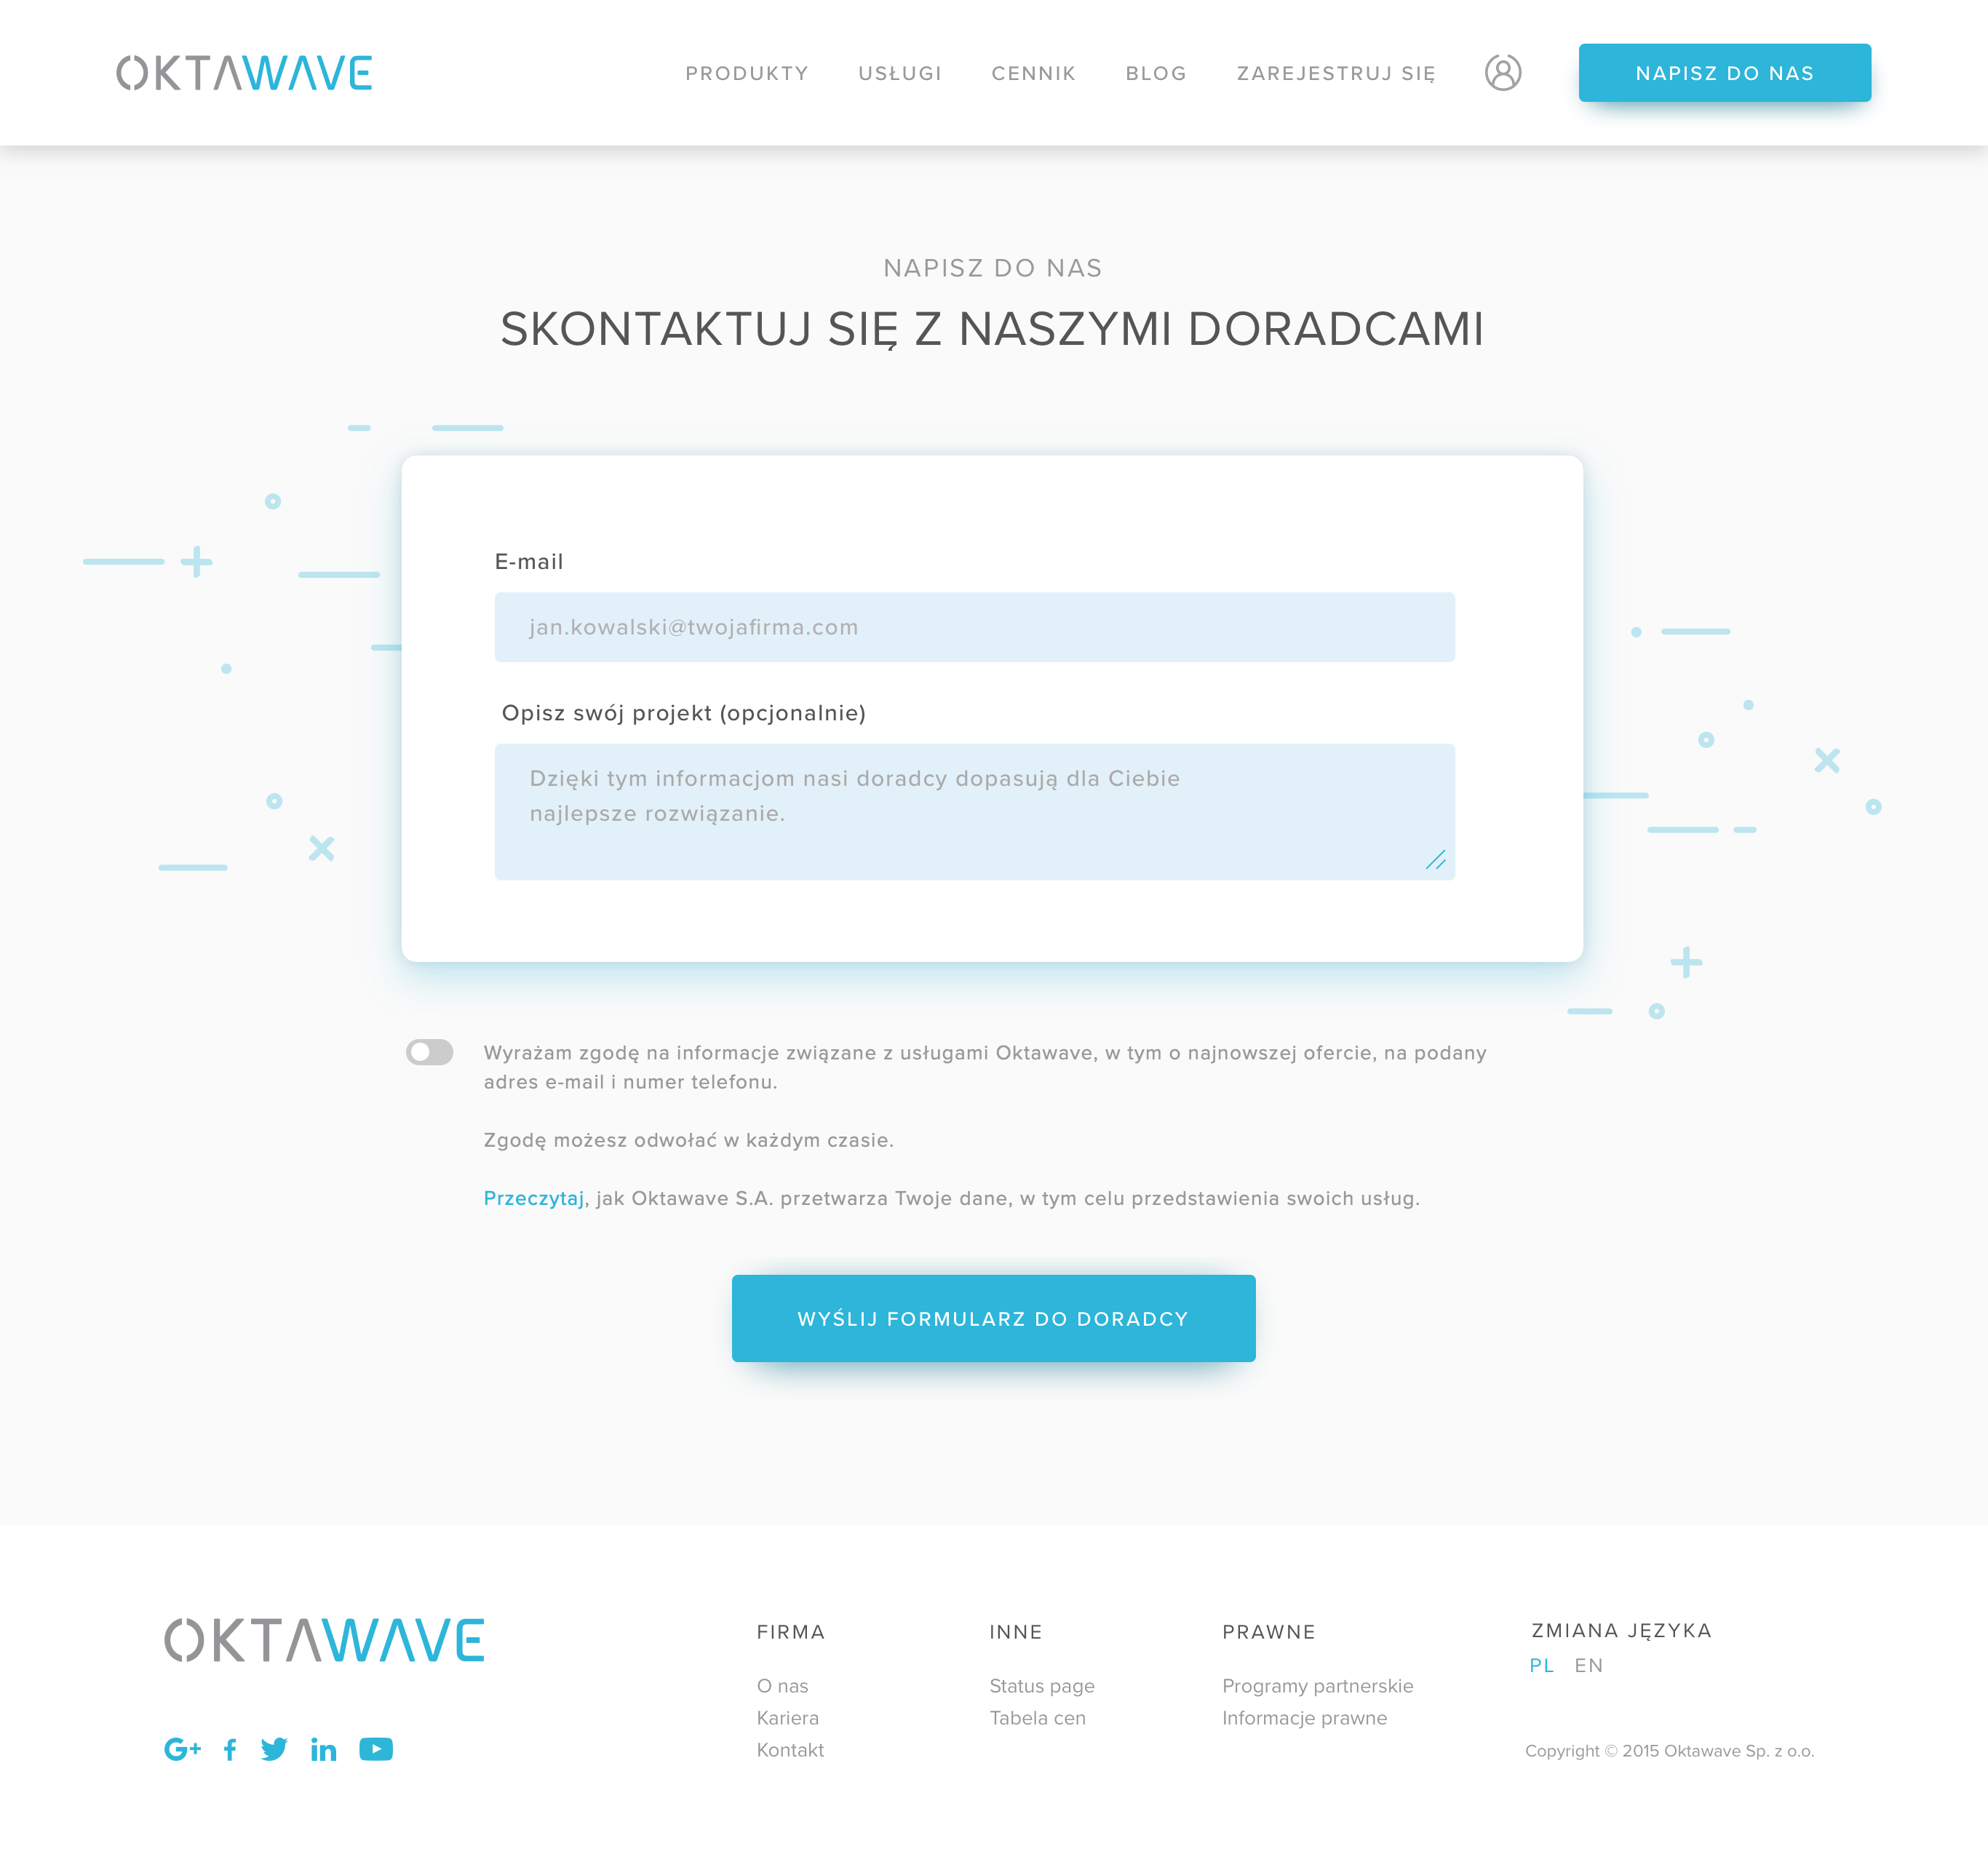 OKTAWAVE
PRODUKTY USŁUGI CENNIK BLOG ZAREJESTRUJ SIĘ NAPISZ DO NAS
NAPISZ DO NAS
SKONTAKTUJ SIĘ Z NASZYMI DORADCAMI
E-mail
jan.kowalski@twojafirma.com
Opisz swój projekt (opcjonalnie)
Dzięki tym informacjom nasi doradcy dopasują dla Ciebie
najlepsze rozwiązanie.
Wyrażam zgodę na informacje związane z usługami Oktawave, w tym o najnowszej ofercie, na podany
adres e-mail i numer telefonu.
Zgodę możesz odwołać w każdym czasie.
Przeczytaj, jak Oktawave S.A. przetwarza Twoje dane, w tym celu przedstawienia swoich usług.
WYŚLIJ FORMULARZ DO DORADCY
OKTAWAVE
FIRMA
O nas
Kariera
Kontakt
INNE
Status page
Tabela cen
PRAWNE
Programy partnerskie
Informacje prawne
ZMIANA JĘZYKA
PL EN
Copyright © 2015 Oktawave Sp. z o.o.